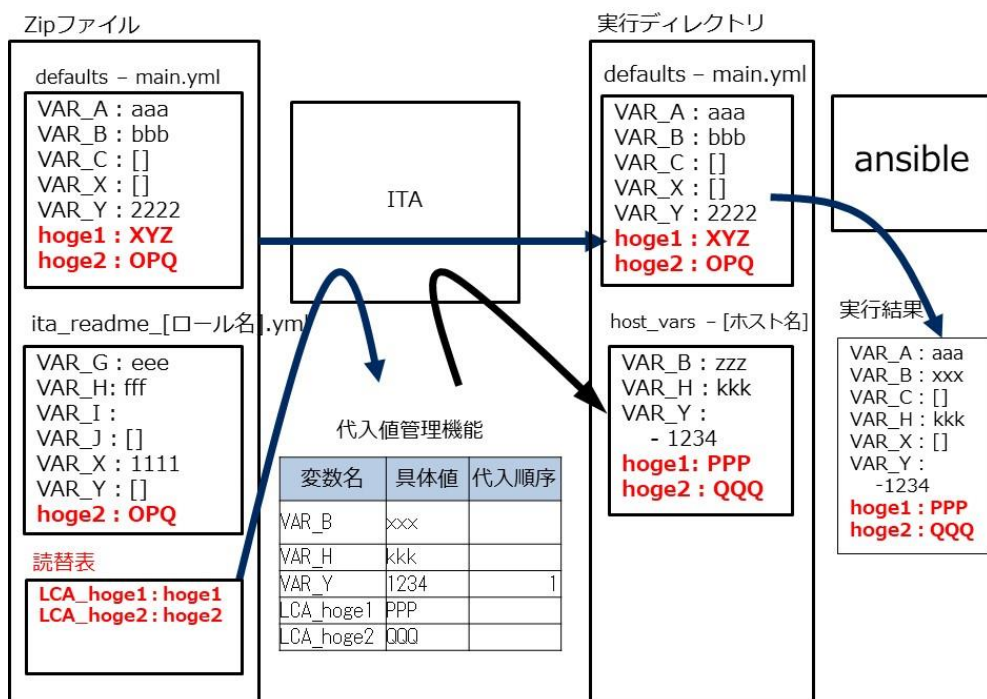 Zipファイル
defaults – main.yml
VAR_A : aaa
VAR_B : bbb
VAR_C : []
VAR_X : []
VAR_Y : 2222
hoge1 : XYZ
hoge2 : OPQ
ita_readme_[ロール名].yml
VAR_G : eee
VAR_H: fff
VAR_I :
VAR_J : []
VAR_X : 1111
VAR_Y : []
hoge2 : OPQ
読替表
LCA_hoge1 : hoge1
LCA_hoge2 : hoge2
ITA
代入値管理機能
変数名 具体値 代入順序
VAR_B xxx
VAR_H kkk
VAR_Y 1234 1
LCA_hoge1 PPP
LCA_hoge2 QQQ
実行ディレクトリ
defaults – main.yml
VAR_A : aaa
VAR_B : bbb
VAR_C : []
VAR_X : []
VAR_Y : 2222
hoge1 : XYZ
hoge2 : OPQ
host_vars – [ホスト名]
VAR_B : zzz
VAR_H : kkk
VAR_Y :
- 1234
hoge1: PPP
hoge2 : QQQ
ansible
実行結果
VAR_A : aaa
VAR_B : xxx
VAR_C : []
VAR_H : kkk
VAR_X : []
VAR_Y :
-1234
hoge1 : PPP
hoge2 : QQQ